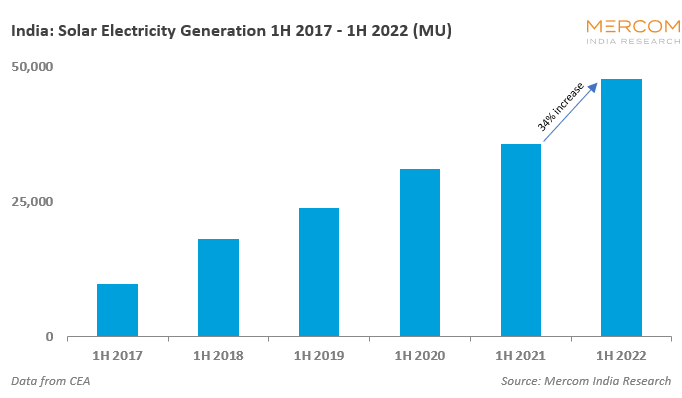 India: Solar Electricity Generation 1H 2017 - 1H 2022 (MU)
MERCOM
INDIA RESEARCH
50,000
34% increase
25,000
0
1H 2017 1H 2018 1H 2019 1H 2020 1H 2021 1H 2022
Data from CEA
Source: Mercom India Research